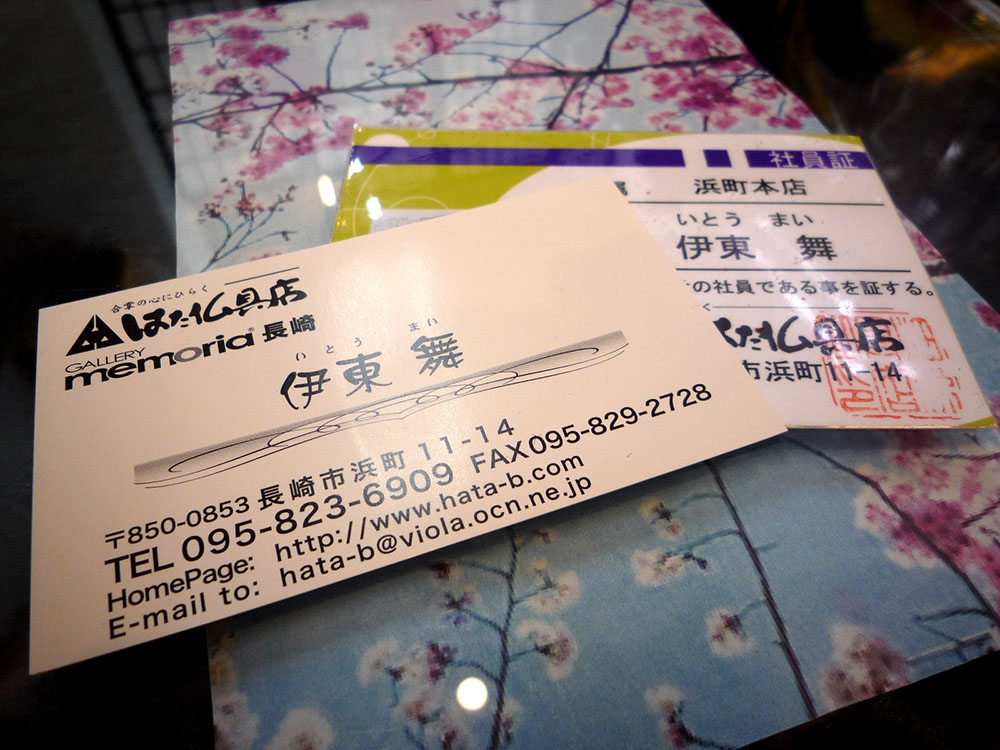 合掌の心にひらく
はた仏具店
GALLERY
memoria 長崎
いとう まい
伊東 舞
〒850-0853 長崎市浜町 11-14
TEL 095-823-6909 FAX095-829-2728
HomePage: http://www.hata-b.com
E-mail to: hata-b@viola.ocn.ne.jp
社員証
浜町本店
いとう まい
伊東 舞
の社員である事を証する。
はた仏具店
市浜町11-14